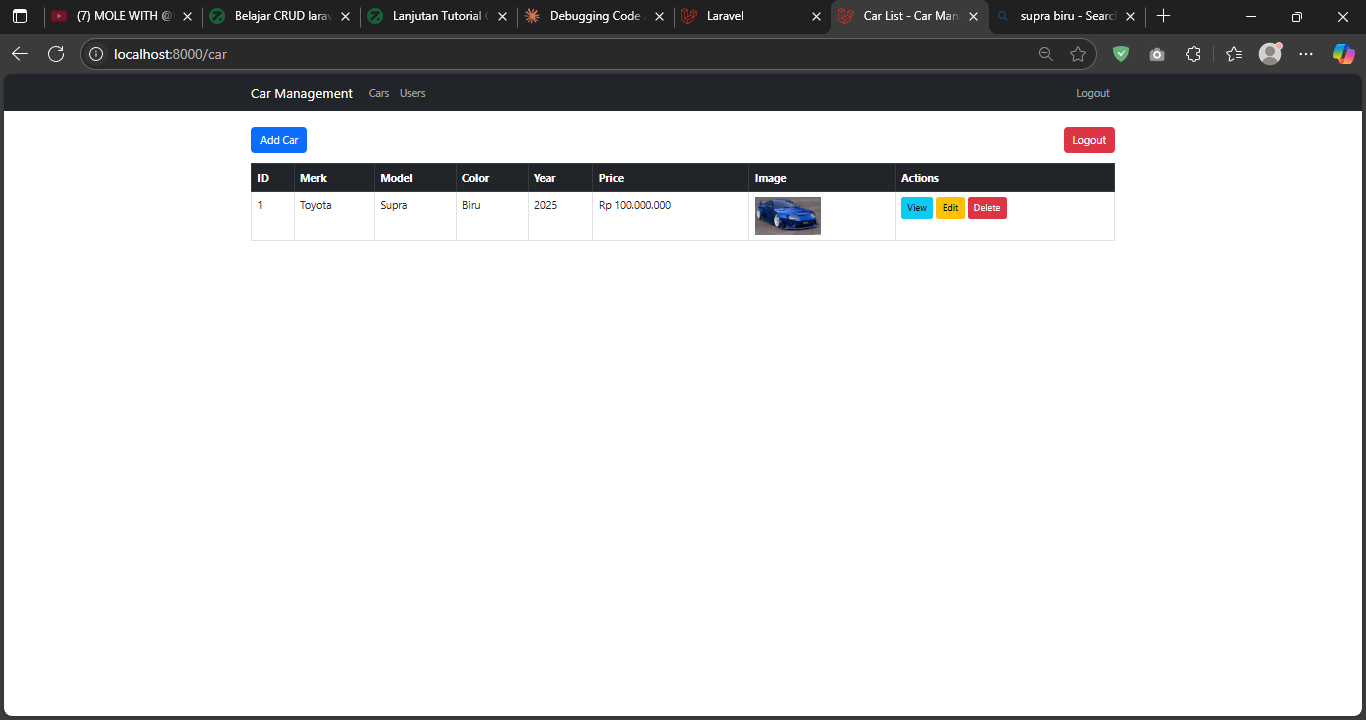 (7) MOLE WITH @
Belajar CRUD larav
Lanjutan Tutorial
Debugging Code
Laravel
Car List - Car Man
supra biru - Searc
localhost:8000/car
Car Management Cars Users Logout
Add Car Logout
ID Merk Model Color Year Price Image Actions
1 Toyota Supra Biru 2025 Rp 100.000.000 View Edit Delete